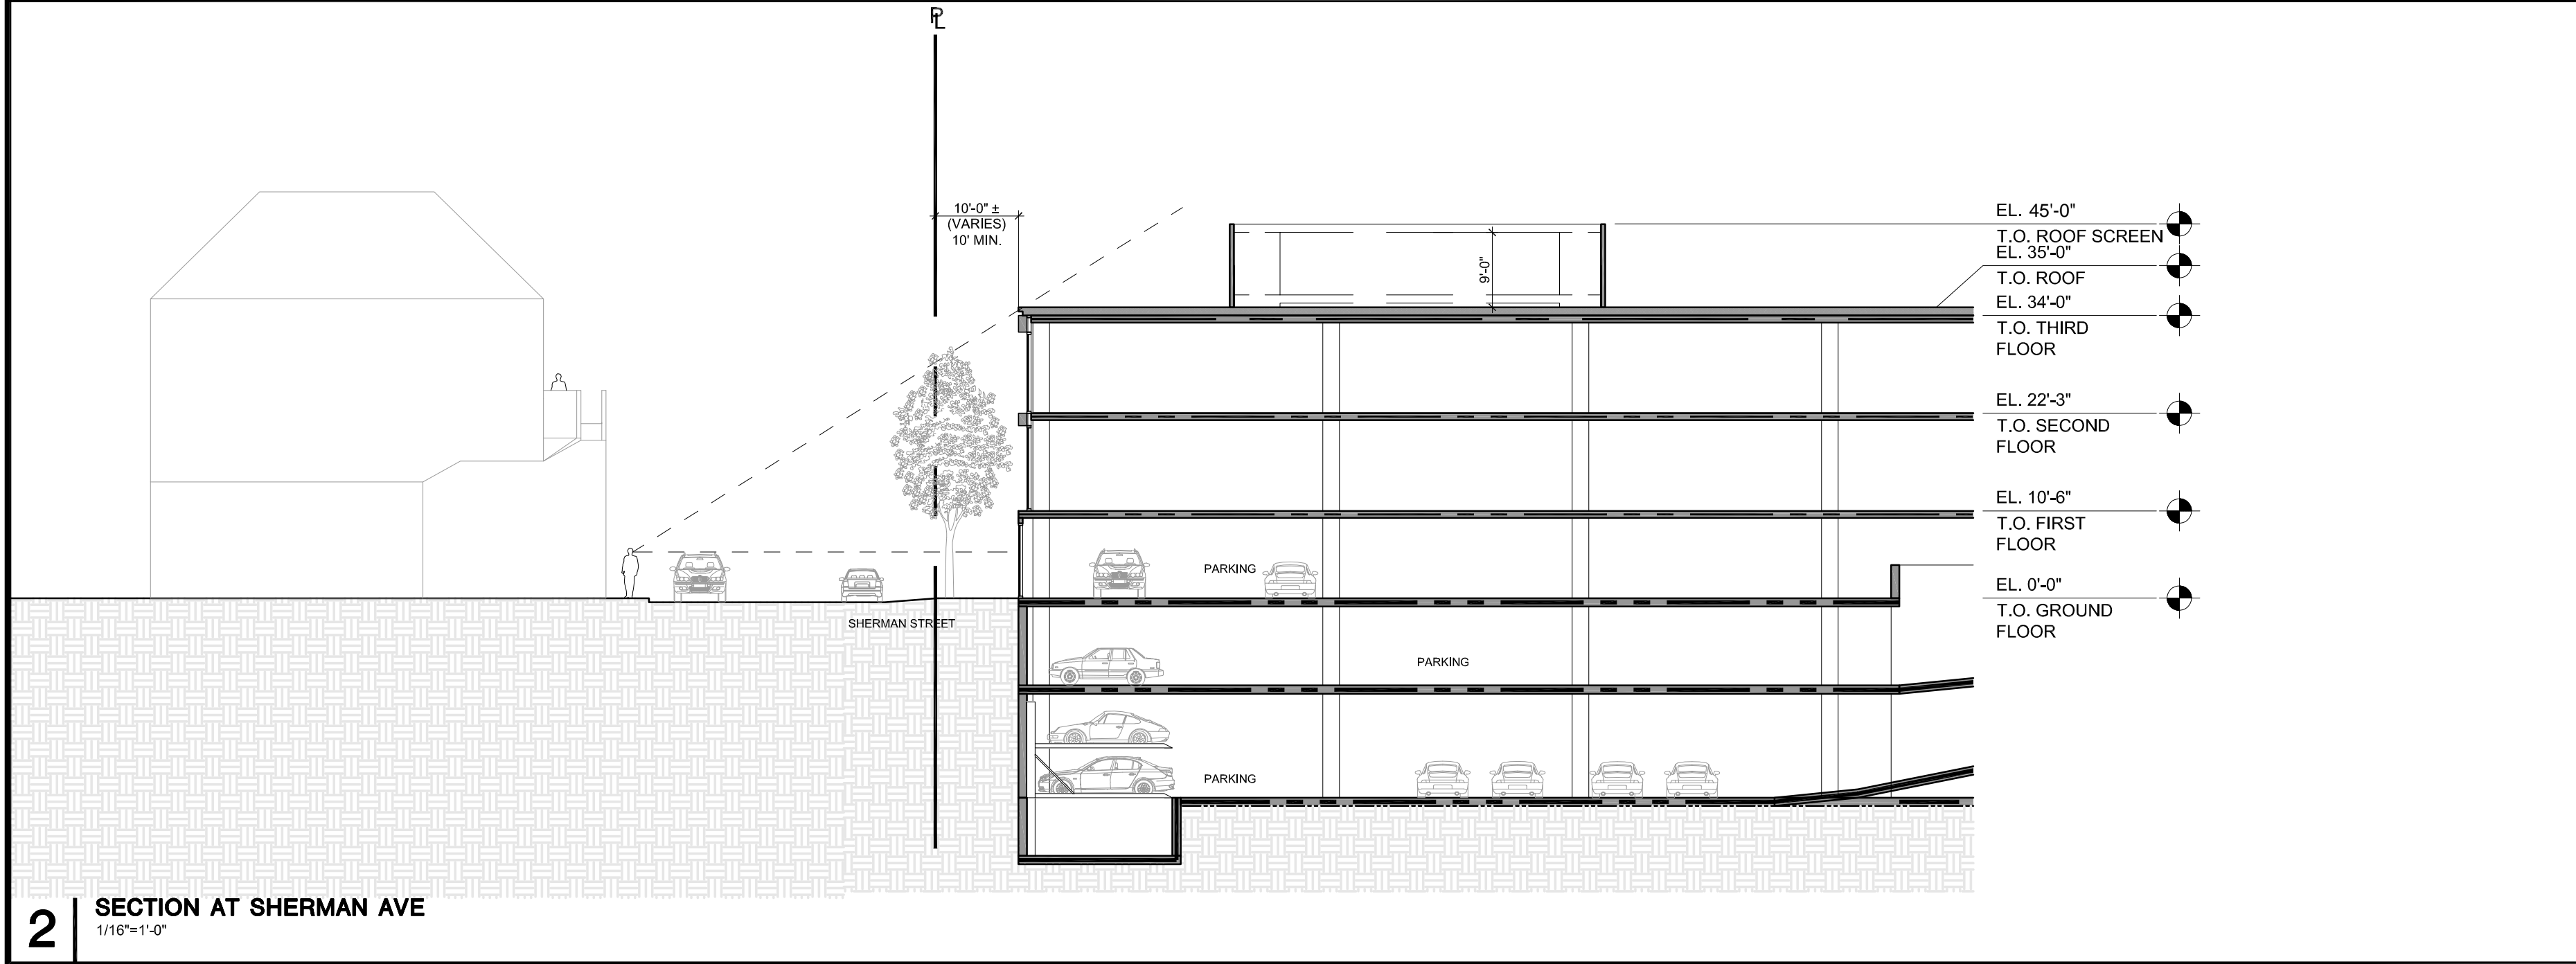 PL
10'-0" ±
(VARIES)
10' MIN.
9'-0"
EL. 45'-0"
T.O. ROOF SCREEN
EL. 35'-0"
T.O. ROOF
EL. 34'-0"
T.O. THIRD
FLOOR
EL. 22'-3"
T.O. SECOND
FLOOR
EL. 10'-6"
T.O. FIRST
FLOOR
EL. 0'-0"
T.O. GROUND
FLOOR
PARKING
SHERMAN STREET
PARKING
PARKING
2
SECTION AT SHERMAN AVE
1/16"=1'-0"